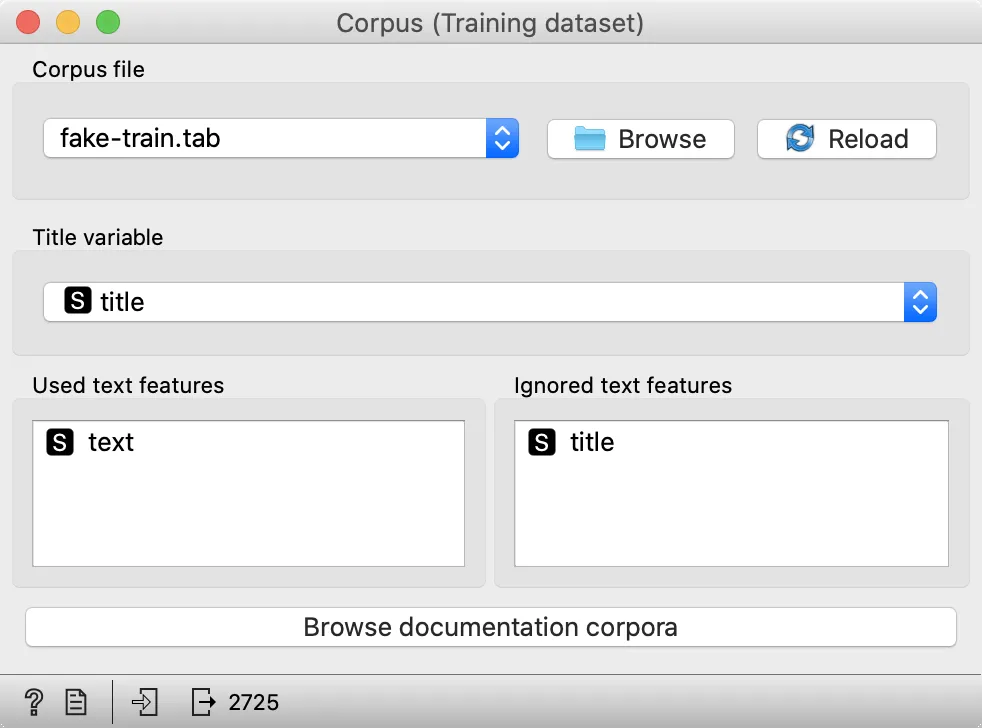 Corpus (Training dataset)
Corpus file
fake-train.tab
Browse
Reload
Title variable
S title
Used text features
Ignored text features
S text
S title
Browse documentation corpora
? 2725